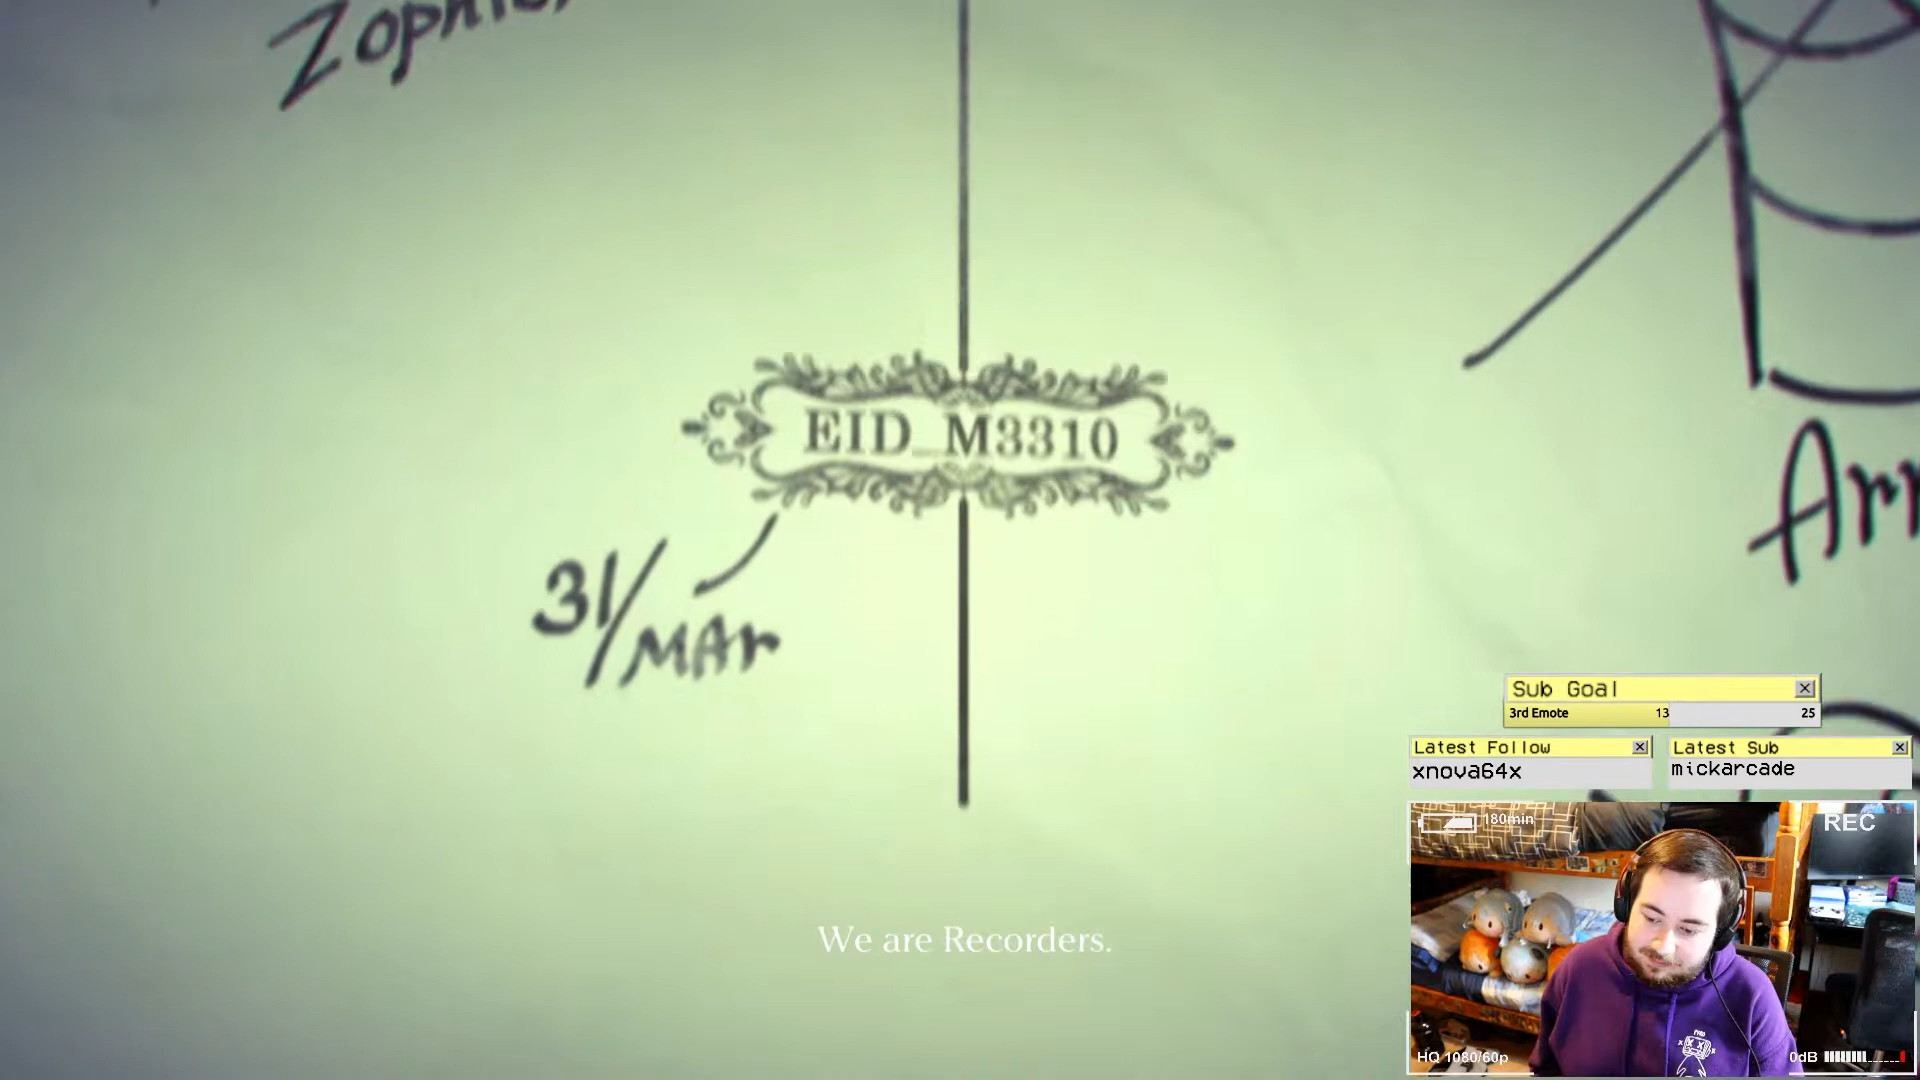 EID_M3310
31/MAr
We are Recorders.
Sub Goal
3rd Emote 13 25
Latest Follow
xnova64x
Latest Sub
mickarcade
180min
REC
HQ 1080/60p
0dB